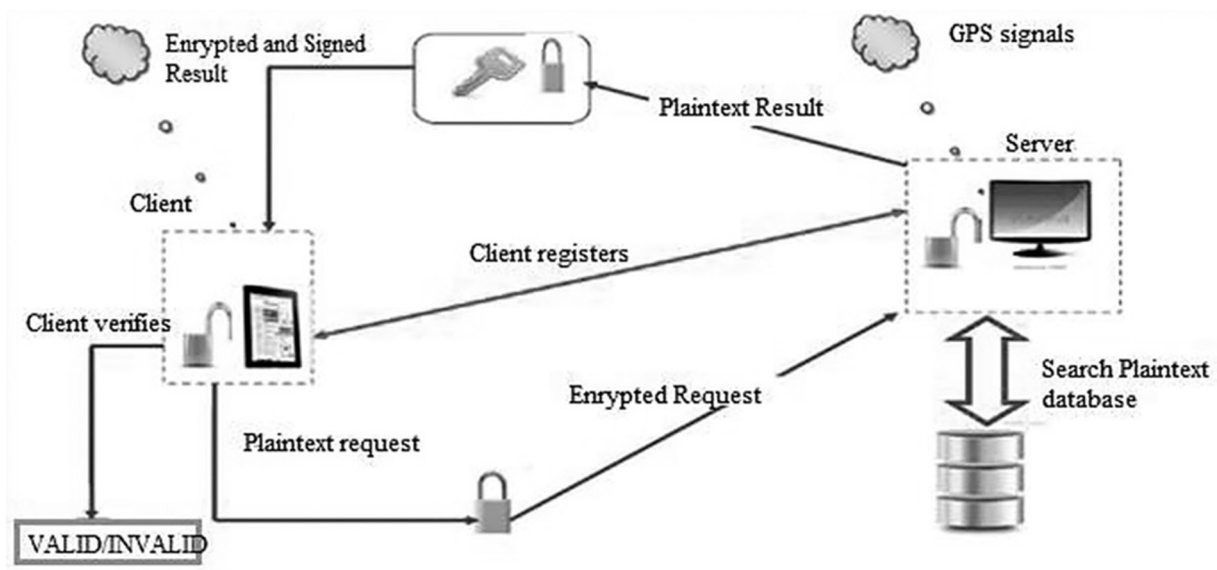 Enrypted and Signed
Result
GPS signals
Plaintext Result
Server
Client
Client registers
Client verifies
Search Plaintext
database
Encrypted Request
Plaintext request
VALID/INVALID